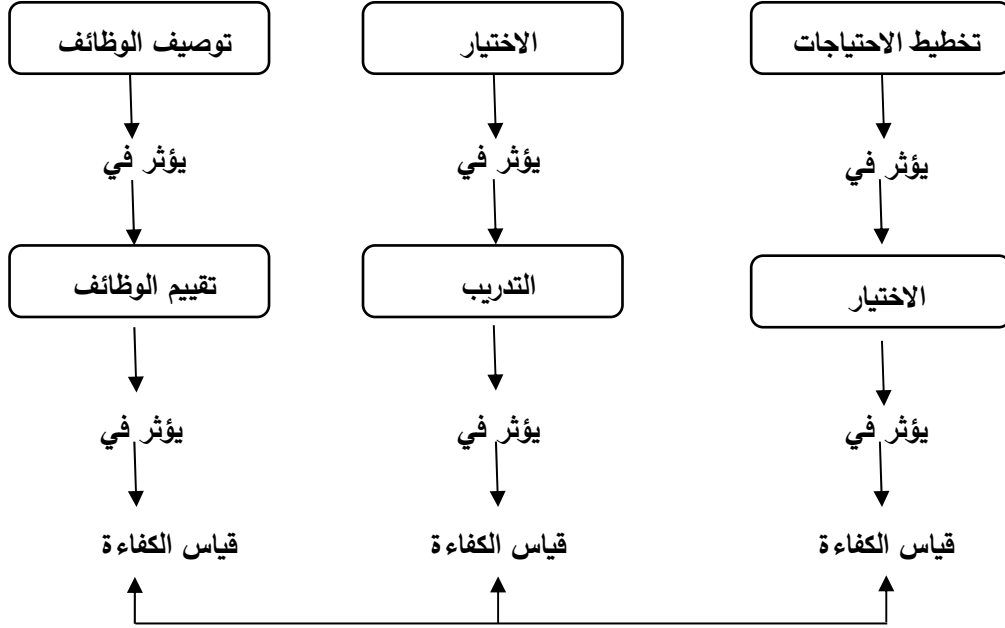 تخطيط الاحتياجات
الاختيار
توصيف الوظائف
يؤثر في
يؤثر في
يؤثر في
الاختيار
التدريب
تقييم الوظائف
يؤثر في
يؤثر في
يؤثر في
قياس الكفاءة
قياس الكفاءة
قياس الكفاءة